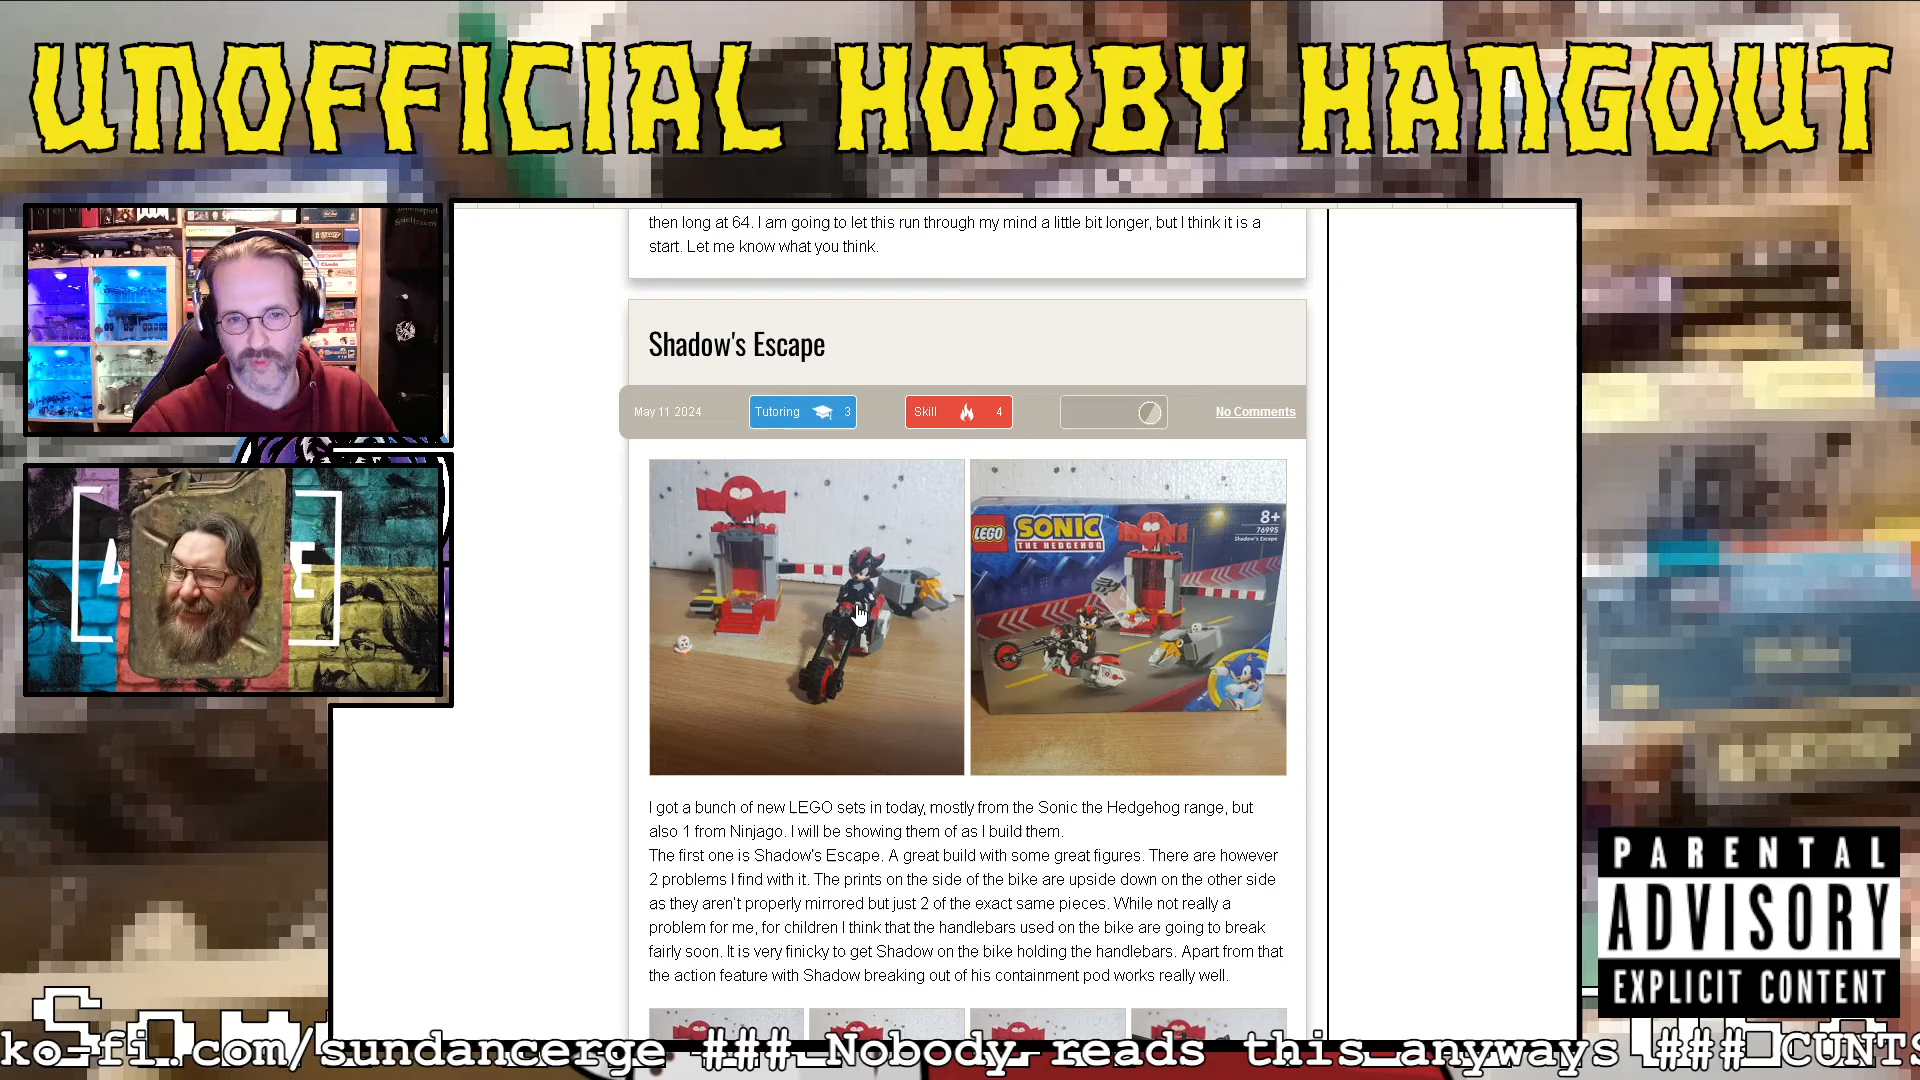 UNOFFICIAL HOBBY HANGOUT
then long at 64. I am going to let this run through my mind a little bit longer, but I think it is a
start. Let me know what you think.
Shadow's Escape
May 11 2024
Tutoring 3
Skill 4
No Comments
LEGO
SONIC
THE HEDGEHOG
8+
76995
Shadow's Escape
I got a bunch of new LEGO sets in today, mostly from the Sonic the Hedgehog range, but
also 1 from Ninjago. I will be showing them of as I build them.
The first one is Shadow's Escape. A great build with some great figures. There are however
2 problems I find with it. The prints on the side of the bike are upside down on the other side
as they aren't properly mirrored but just 2 of the exact same pieces. While not really a
problem for me, for children I think that the handlebars used on the bike are going to break
fairly soon. It is very finicky to get Shadow on the bike holding the handlebars. Apart from that
the action feature with Shadow breaking out of his containment pod works really well.
PARENTAL
ADVISORY
EXPLICIT CONTENT
ko-fi.com/sundancerge ### Nobody reads this anyways ### CUNTS